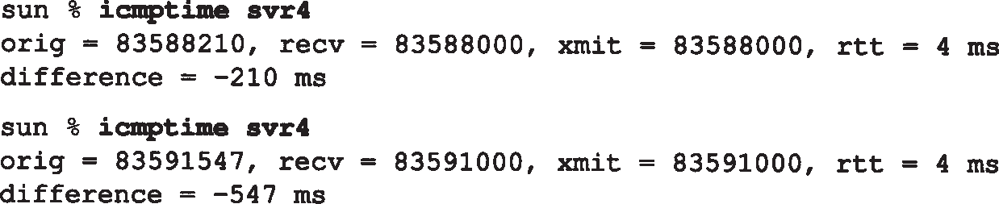 sun % icmptime svr4
orig = 83588210, recv = 83588000, xmit = 83588000, rtt = 4 ms
difference = -210 ms
sun % icmptime svr4
orig = 83591547, recv = 83591000, xmit = 83591000, rtt = 4 ms
difference = -547 ms